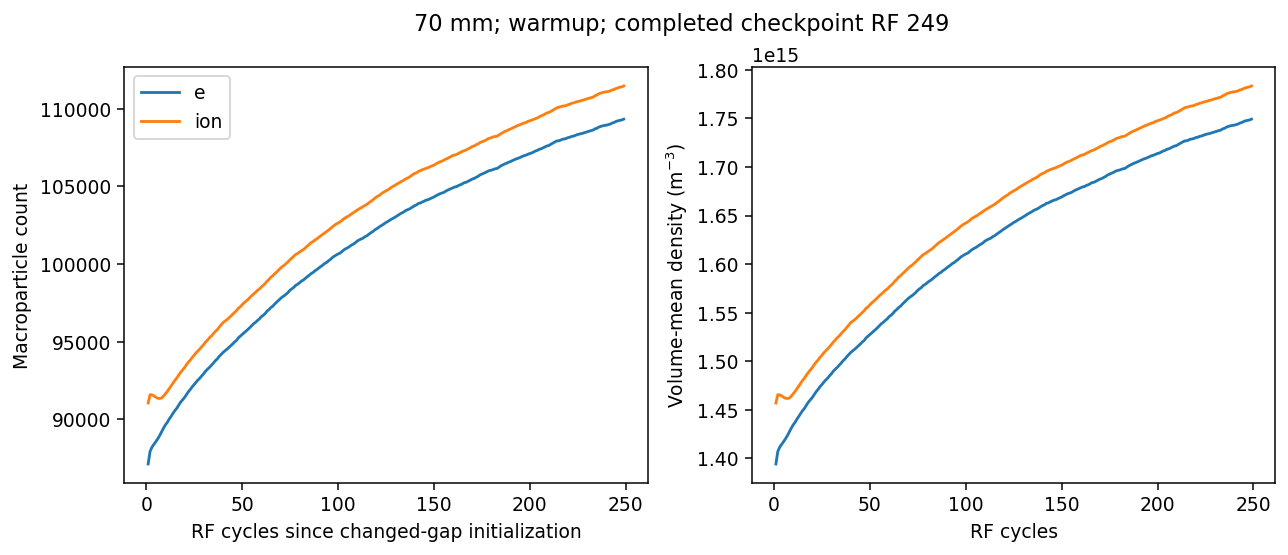 70 mm; warmup; completed checkpoint RF 249
e
ion
Macroparticle count
110000
105000
100000
95000
90000
0 50 100 150 200 250
RF cycles since changed-gap initialization
1e15
Volume-mean density (m⁻³)
1.80
1.75
1.70
1.65
1.60
1.55
1.50
1.45
1.40
0 50 100 150 200 250
RF cycles